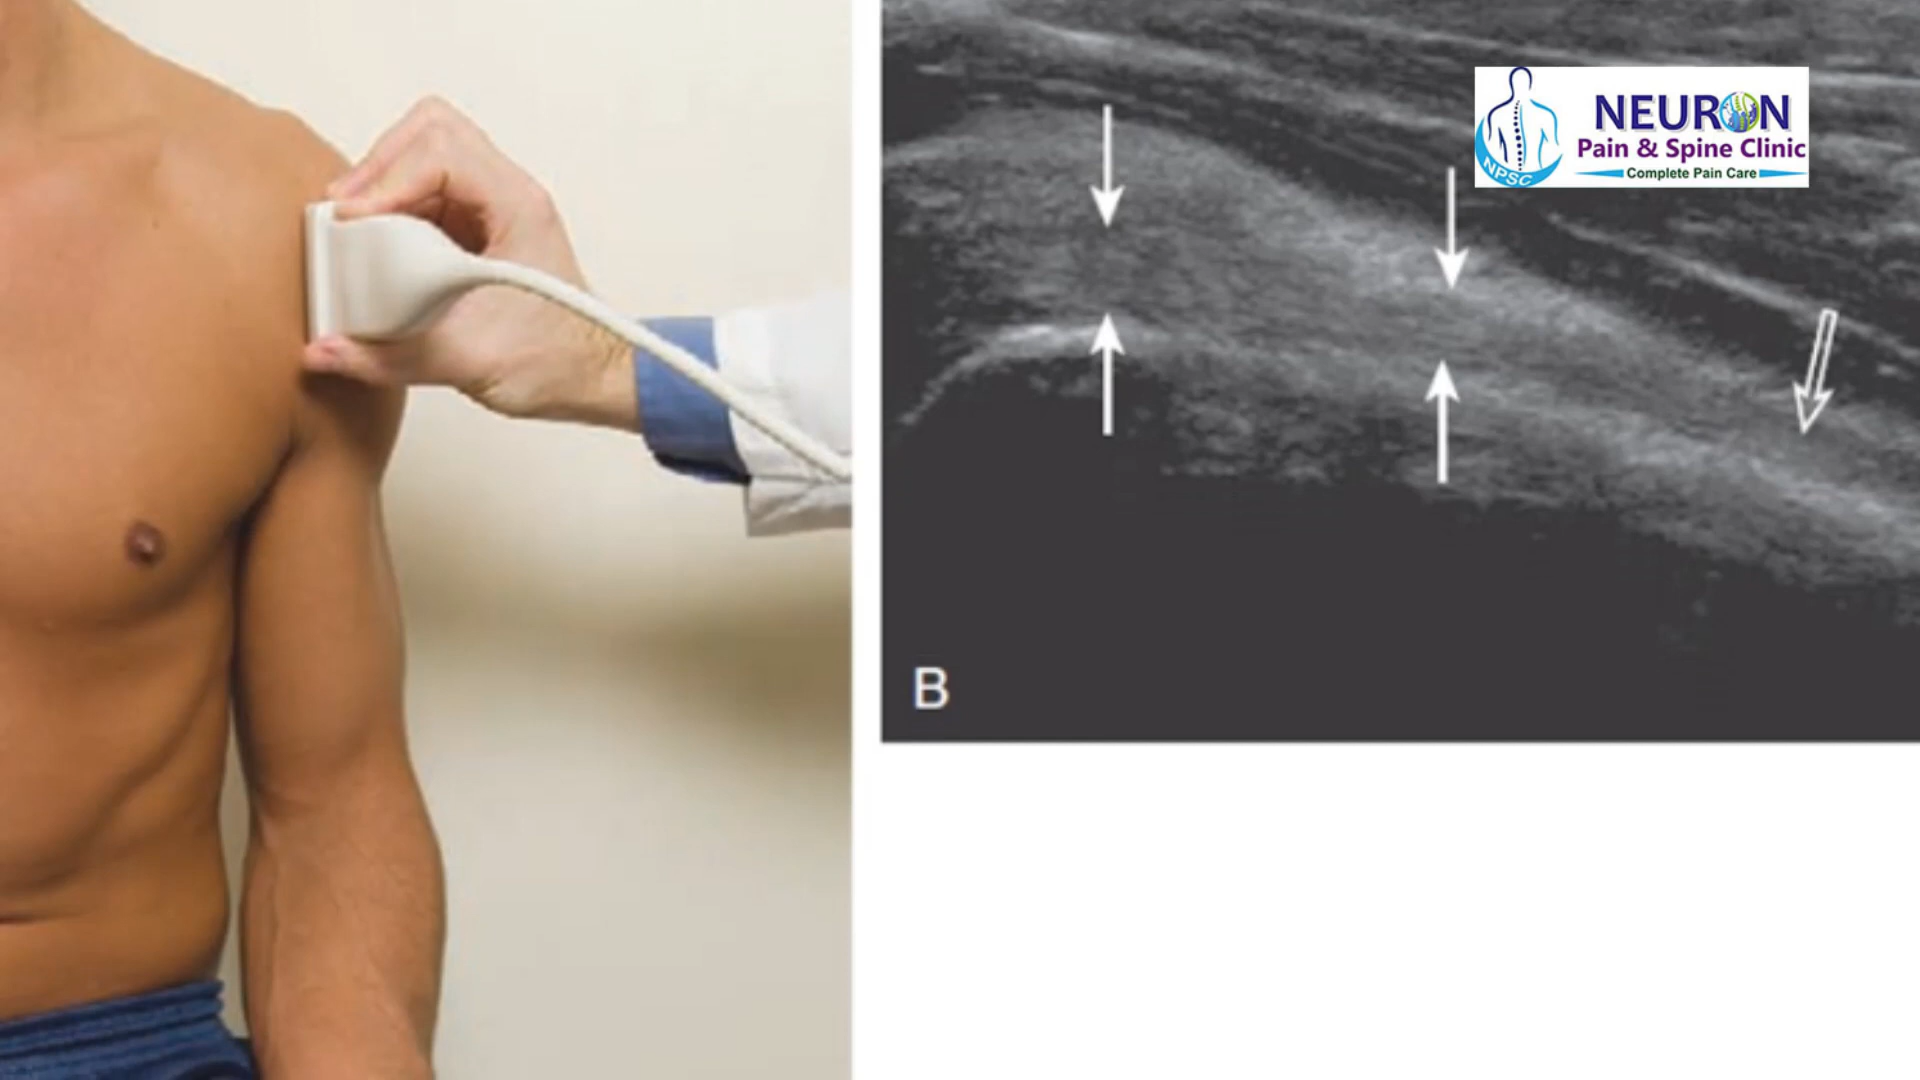 NEURON
Pain & Spine Clinic
Complete Pain Care
NPSC
B